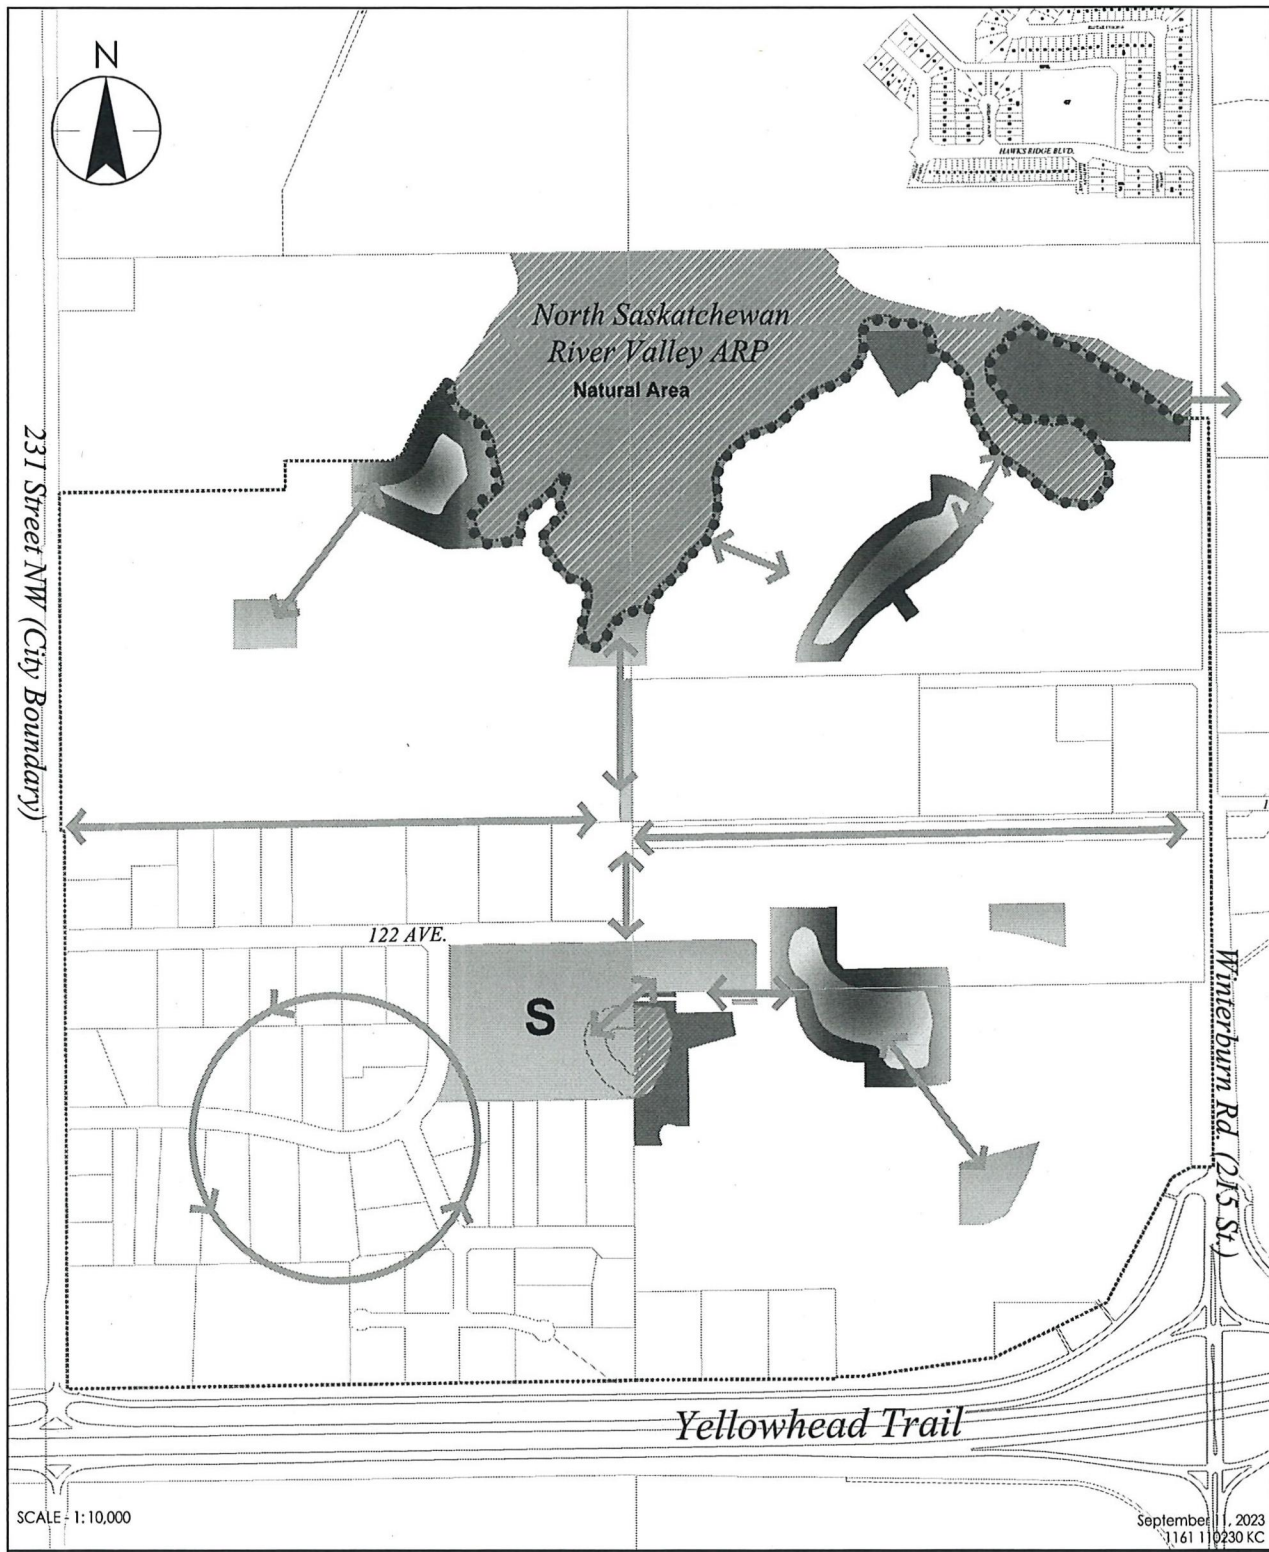 N
HAWKS RIDGE BLVD.
North Saskatchewan
River Valley ARP
Natural Area
231 Street NW (City Boundary)
122 AVE.
S
Winterburn Rd. (215 St.)
Yellowhead Trail
SCALE - 1:10,000
September 11, 2023
1161 110230 KC